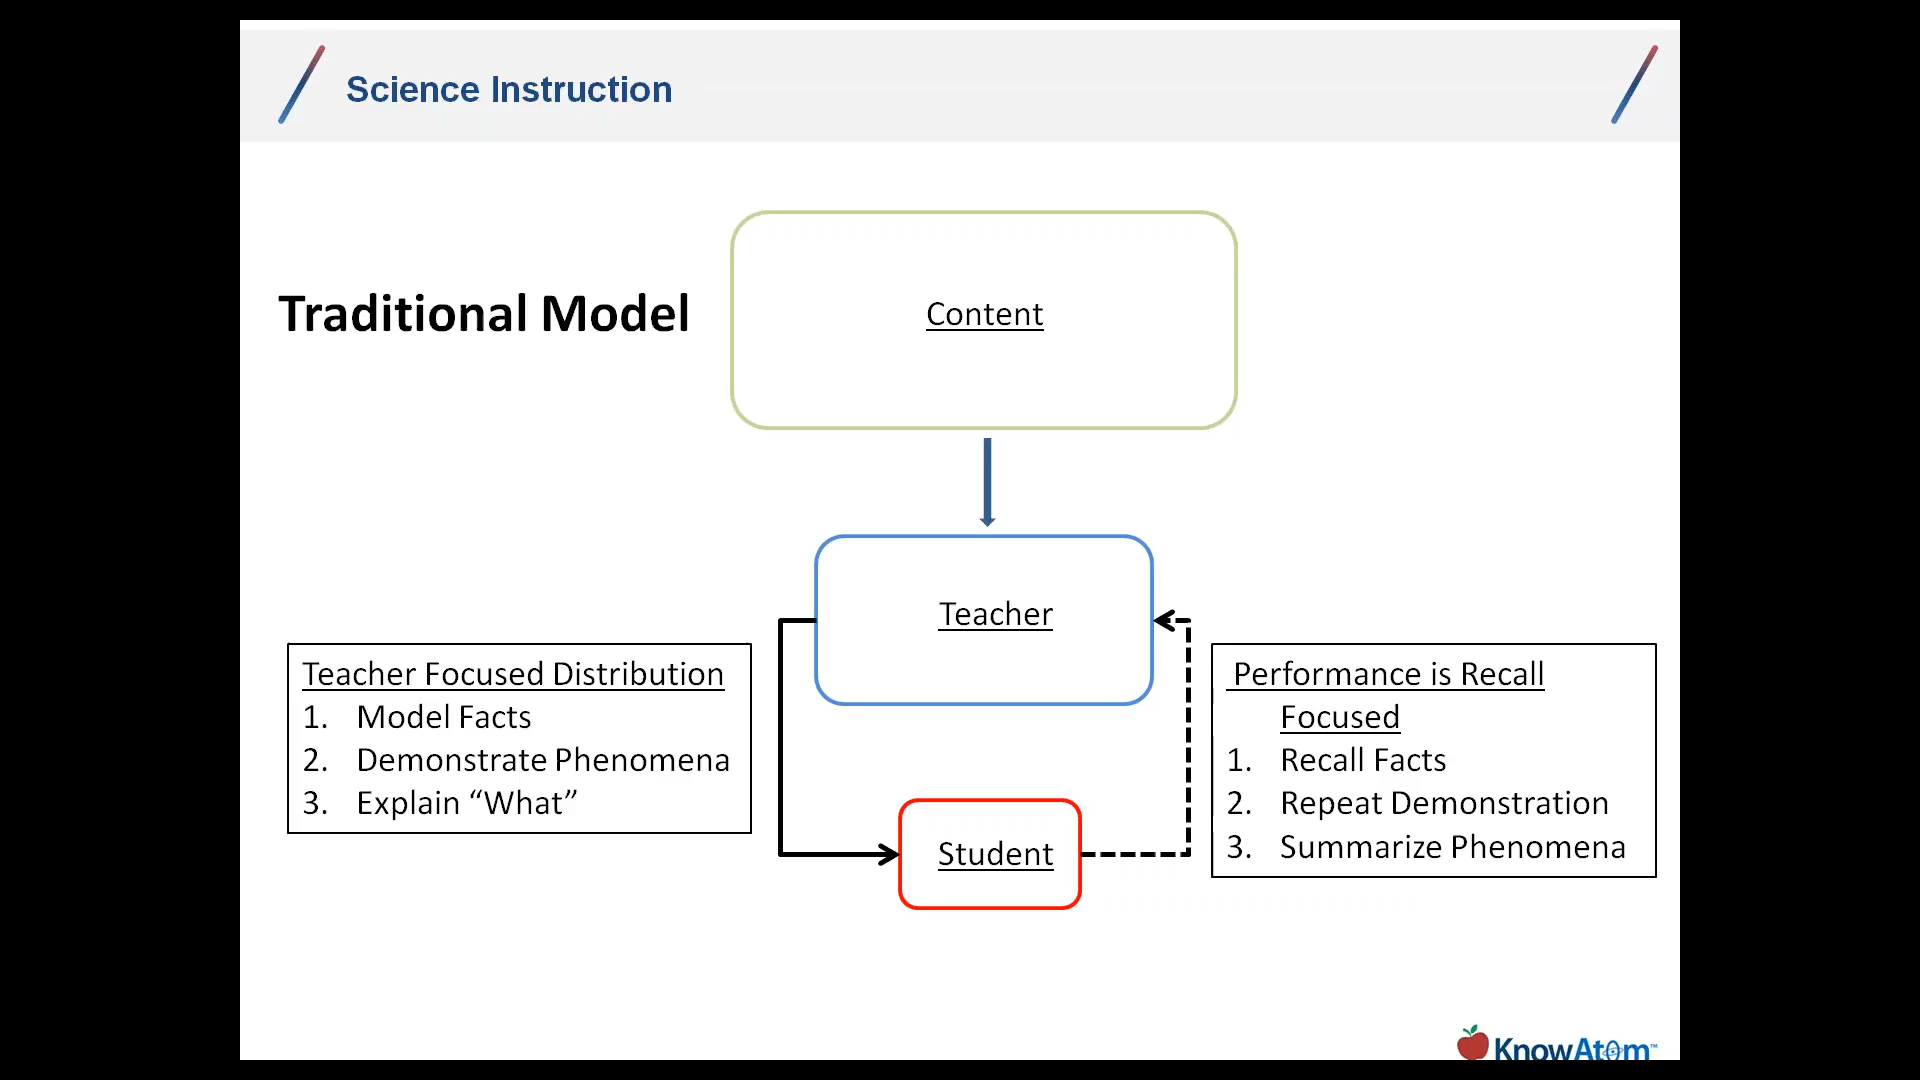 Science Instruction
Traditional Model
Content
Teacher
Teacher Focused Distribution
1. Model Facts
2. Demonstrate Phenomena
3. Explain “What”
Student
Performance is Recall
Focused
1. Recall Facts
2. Repeat Demonstration
3. Summarize Phenomena
KnowAtom™